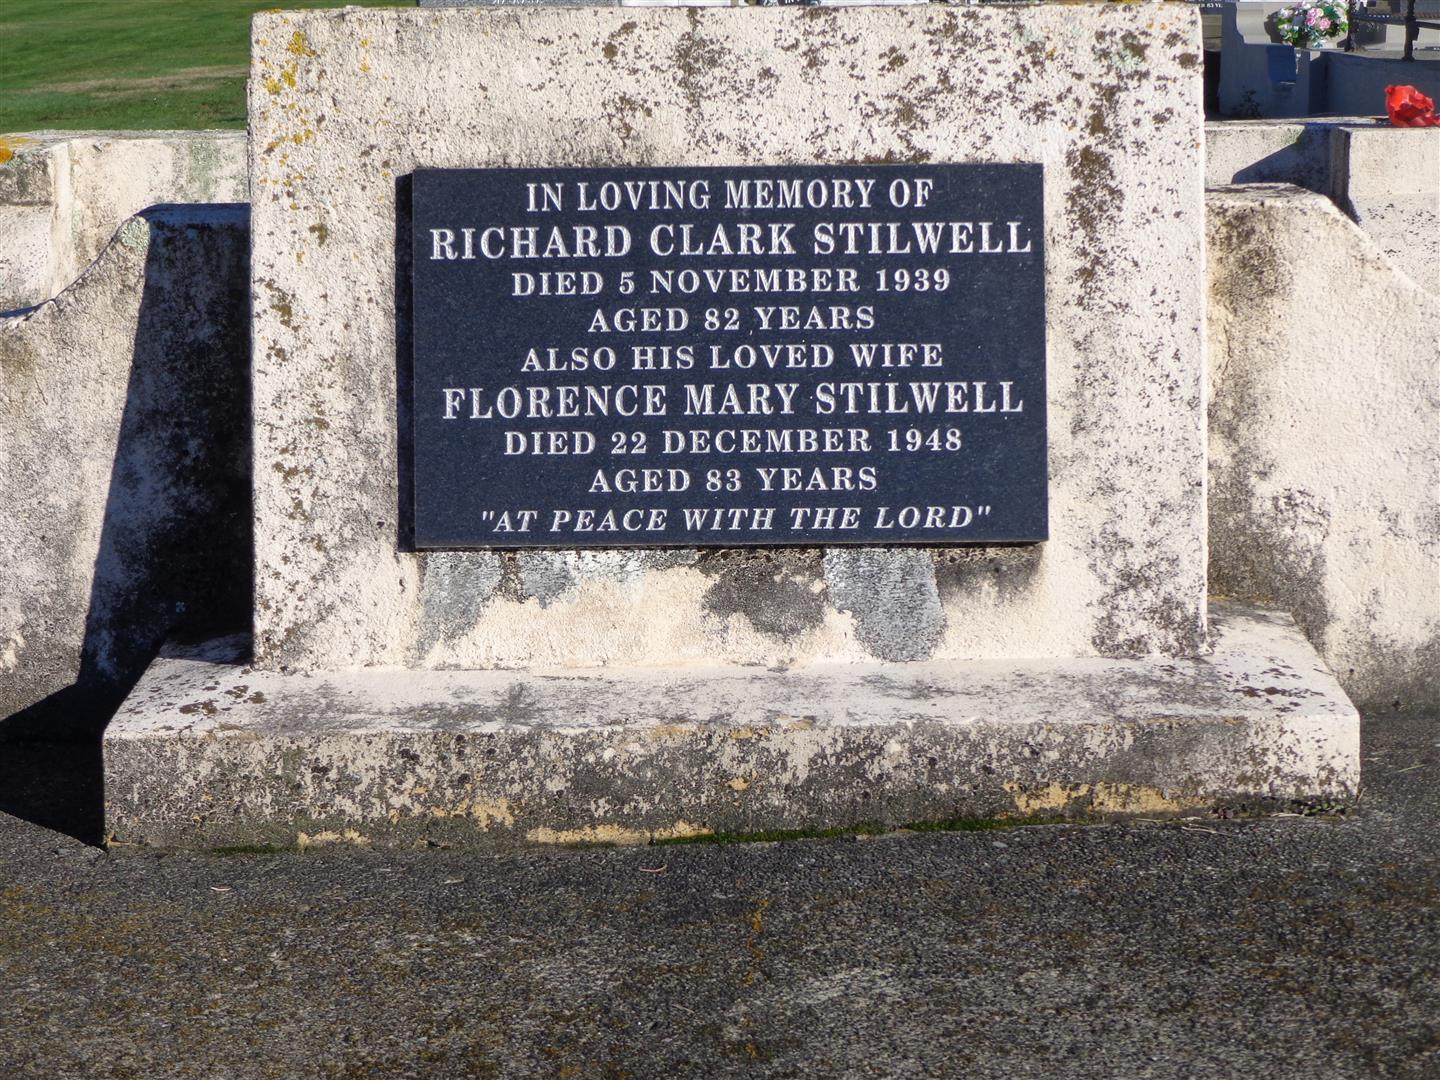 IN LOVING MEMORY OF
RICHARD CLARK STILWELL
DIED 5 NOVEMBER 1939
AGED 82 YEARS
ALSO HIS LOVED WIFE
FLORENCE MARY STILWELL
DIED 22 DECEMBER 1948
AGED 83 YEARS
"AT PEACE WITH THE LORD"